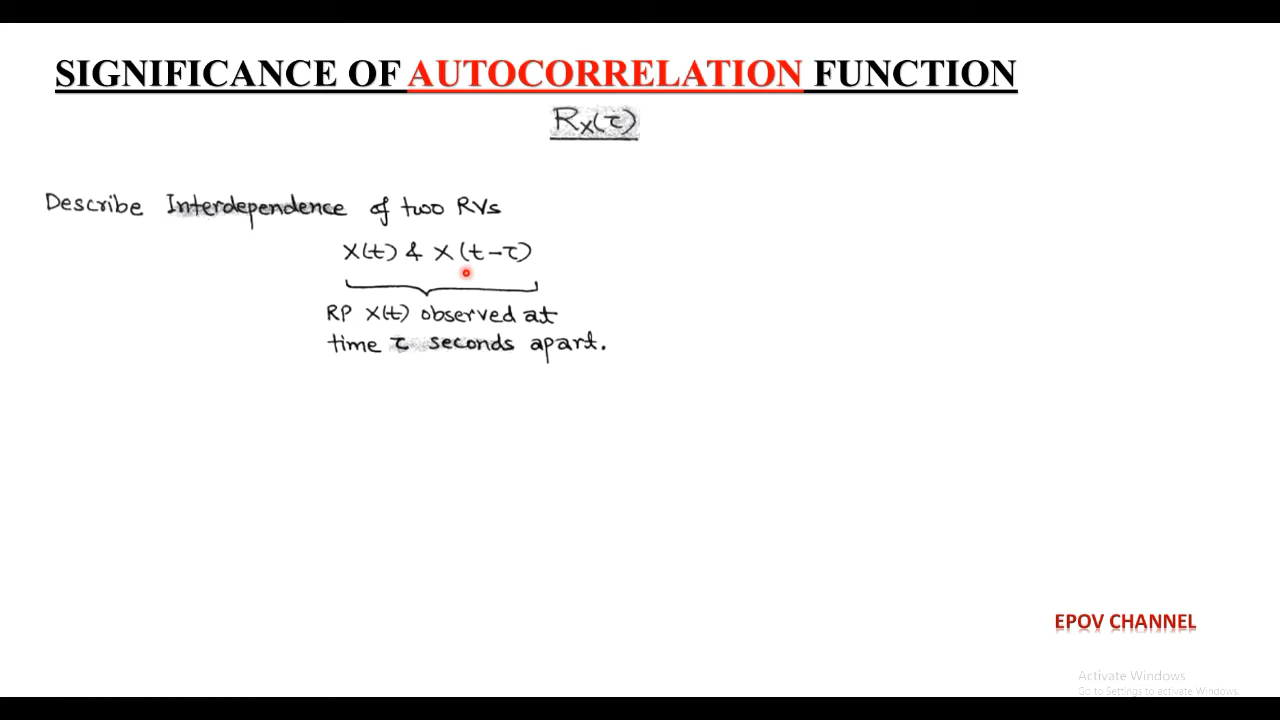 SIGNIFICANCE OF AUTOCORRELATION FUNCTION
Rx(τ)
Describe Interdependence of two RVs
X(t) & X(t-τ)
RP X(t) observed at
time τ seconds apart.
EPOV CHANNEL
Activate Windows
Go to Settings to activate Windows.